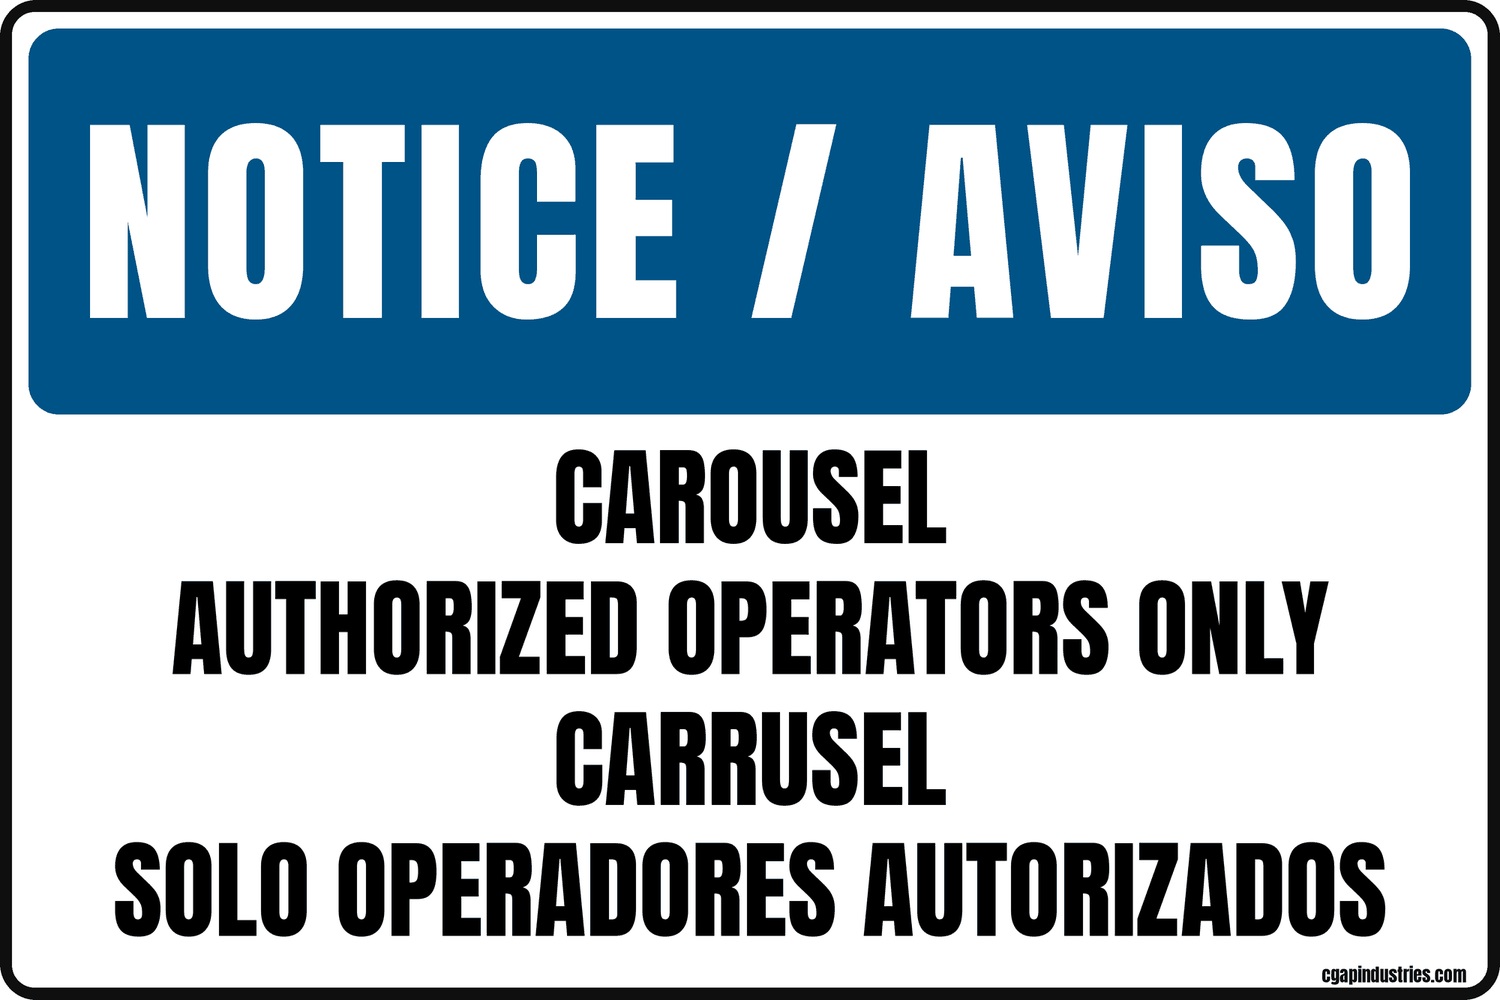 NOTICE / AVISO
CAROUSEL
AUTHORIZED OPERATORS ONLY
CARRUSEL
SOLO OPERADORES AUTORIZADOS
cgapindustries.com